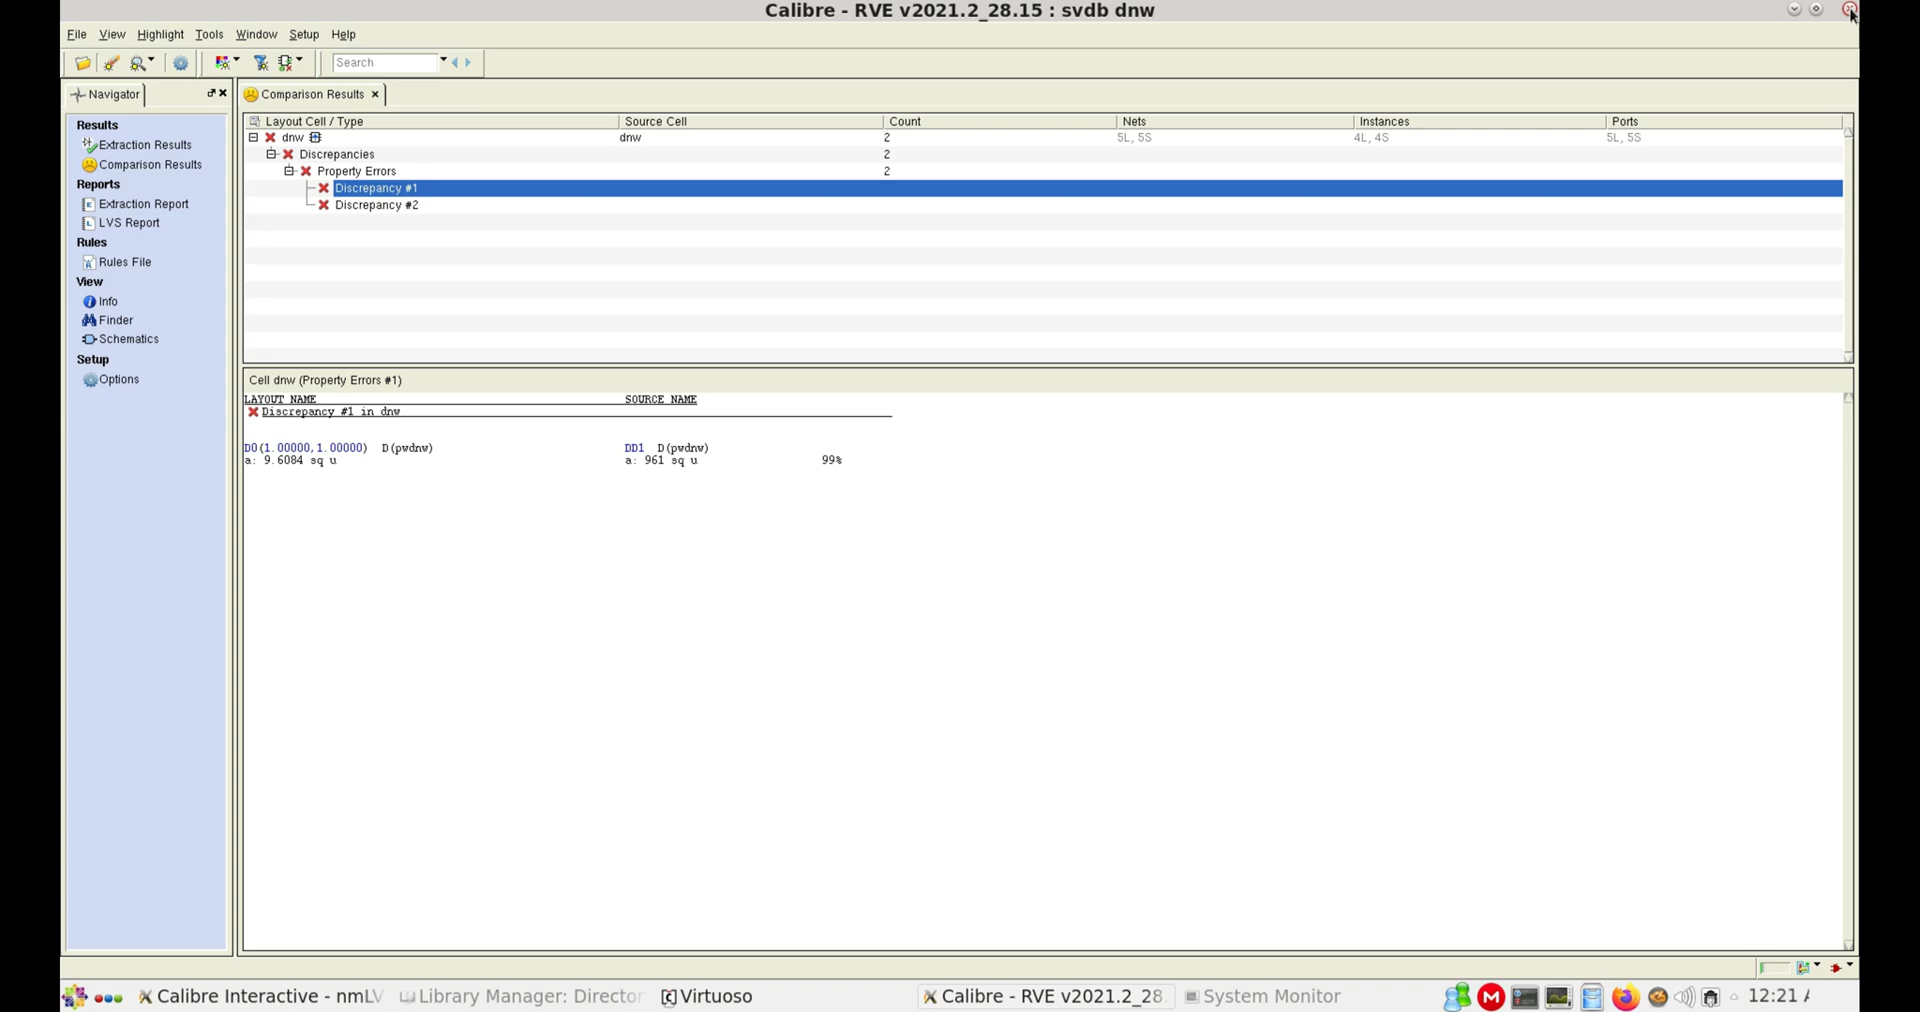 Calibre - RVE v2021.2_28.15 : svdb dnw
File View Highlight Tools Window Setup Help
Search
Navigator
Comparison Results
Results
Extraction Results
Comparison Results
Reports
Extraction Report
LVS Report
Rules
Rules File
View
Info
Finder
Schematics
Setup
Options
Layout Cell / Type Source Cell Count Nets Instances Ports
dnw dnw 2 5L, 5S 4L, 4S 5L, 5S
Discrepancies 2
Property Errors 2
Discrepancy #1
Discrepancy #2
Cell dnw (Property Errors #1)
LAYOUT NAME SOURCE NAME
Discrepancy #1 in dnw
D0(1.00000,1.00000) D(pwdnw) DD1 D(pwdnw)
a: 9.6084 sq u a: 961 sq u 99%
Calibre Interactive - nmLV Library Manager: Director Virtuoso Calibre - RVE v2021.2_28. System Monitor 12:21